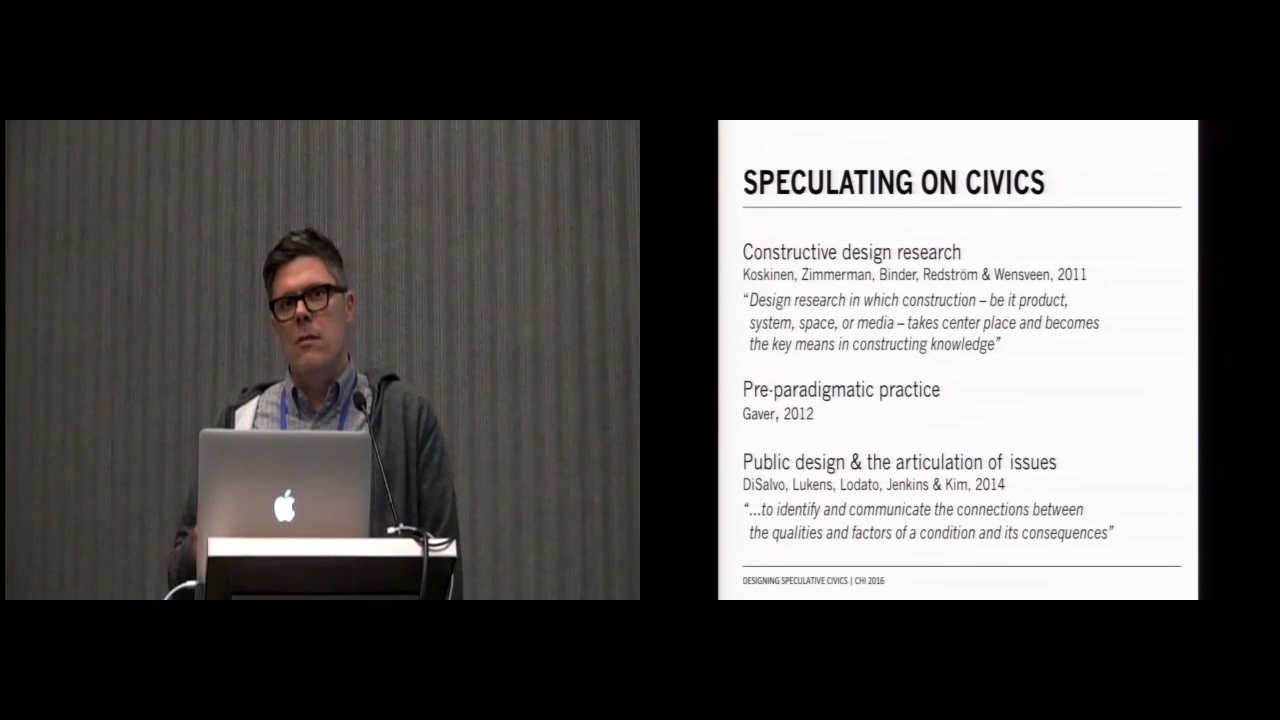 SPECULATING ON CIVICS
Constructive design research
Koskinen, Zimmerman, Binder, Redström & Wensveen, 2011
“Design research in which construction – be it product,
system, space, or media – takes center place and becomes
the key means in constructing knowledge”
Pre-paradigmatic practice
Gaver, 2012
Public design & the articulation of issues
DiSalvo, Lukens, Lodato, Jenkins & Kim, 2014
“...to identify and communicate the connections between
the qualities and factors of a condition and its consequences”
DESIGNING SPECULATIVE CIVICS | CHI 2016